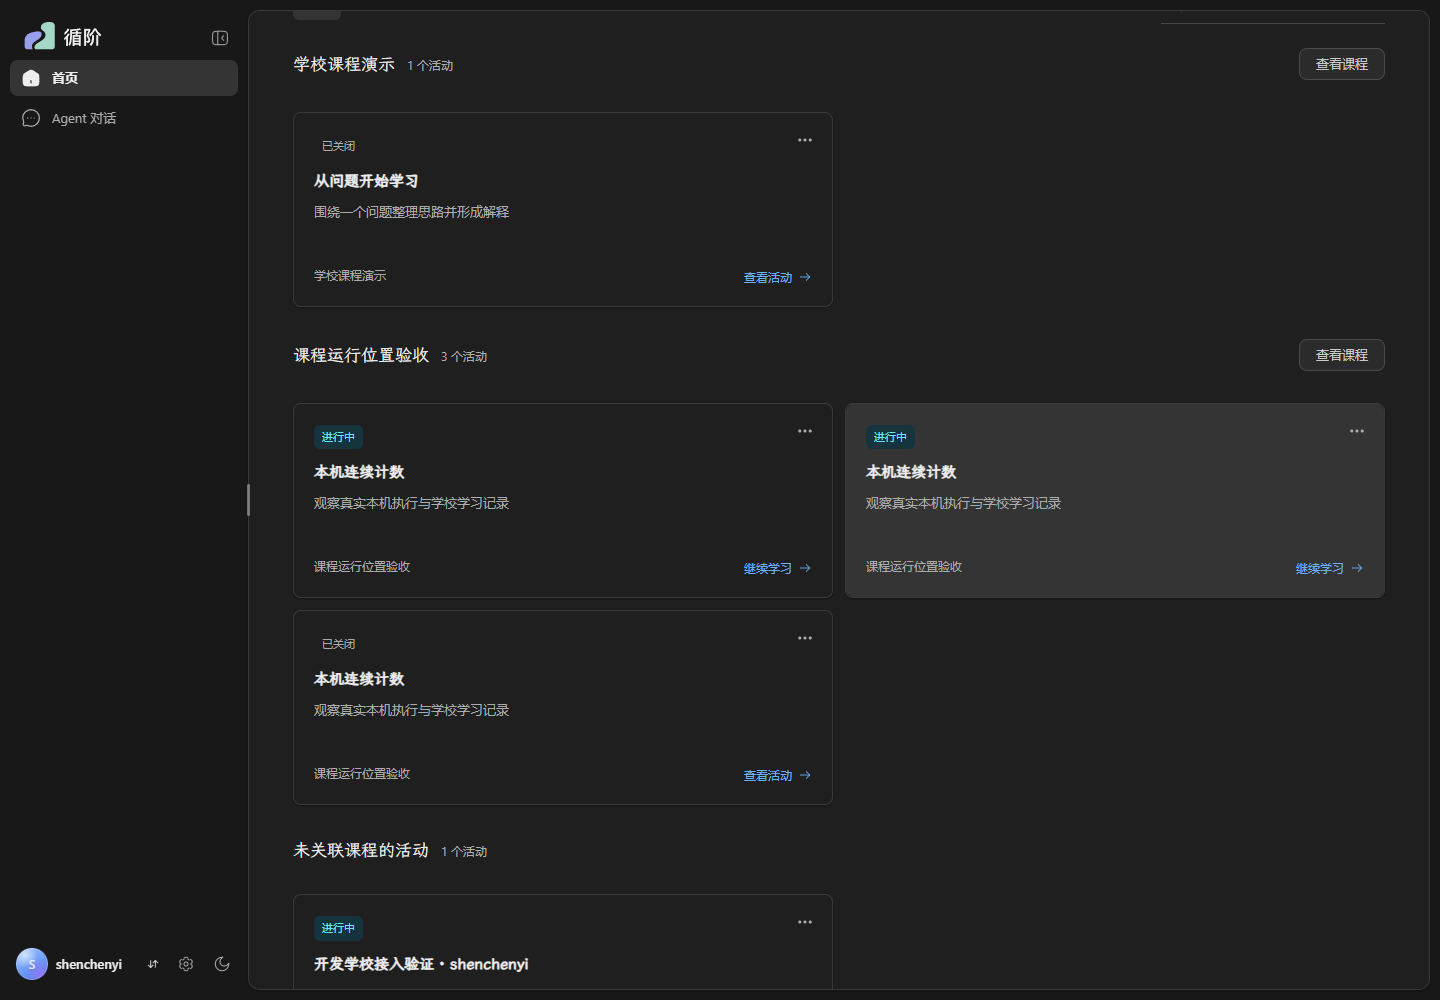 循阶
首页
Agent 对话
学校课程演示 1 个活动
查看课程
已关闭
从问题开始学习
围绕一个问题整理思路并形成解释
学校课程演示
查看活动 →
课程运行位置验收 3 个活动
查看课程
进行中
本机连续计数
观察真实本机执行与学校学习记录
课程运行位置验收
继续学习 →
进行中
本机连续计数
观察真实本机执行与学校学习记录
课程运行位置验收
继续学习 →
已关闭
本机连续计数
观察真实本机执行与学校学习记录
课程运行位置验收
查看活动 →
未关联课程的活动 1 个活动
进行中
开发学校接入验证・shenchenyi
S
shenchenyi